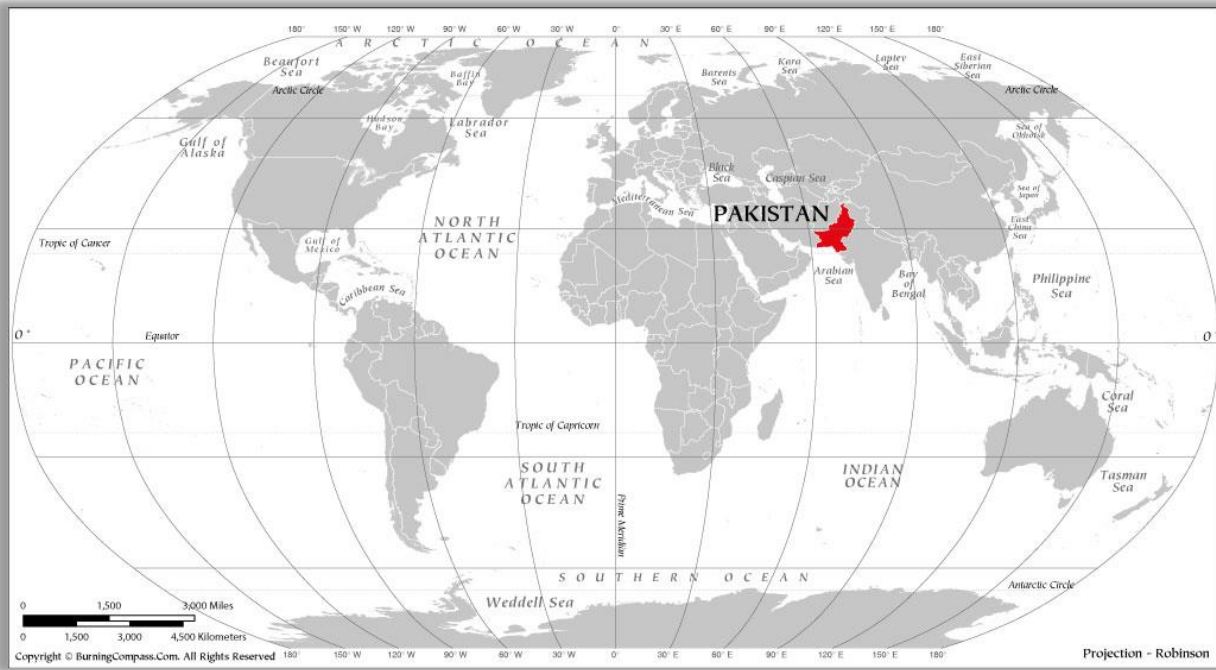 180° 150° W 120° W 90° W 60° W 30° W 0° 30° E 60° E 90° E 120° E 150° E 180°
ARCTIC OCEAN
Beaufort
Sea
Baffin
Bay
Barents
Sea
Kara
Sea
Laptev
Sea
East
Siberian
Sea
Arctic Circle
Arctic Circle
Hudson
Bay
Labrador
Sea
Gulf of
Alaska
Sea of
Okhotsk
Black
Sea
Caspian Sea
Sea of
Japan
Mediterranean Sea
PAKISTAN
East
China
Sea
NORTH
ATLANTIC
OCEAN
Tropic of Cancer
Gulf of
Mexico
Arabian
Sea
Bay
of
Bengal
Philippine
Sea
Caribbean Sea
0°
Equator
0°
PACIFIC
OCEAN
Coral
Sea
Tropic of Capricorn
SOUTH
ATLANTIC
OCEAN
INDIAN
OCEAN
Tasman
Sea
Prime Meridian
SOUTHERN OCEAN
Antarctic Circle
Weddell Sea
0 1,500 3,000 Miles
0 1,500 3,000 4,500 Kilometers
Copyright © BurningCompass.Com. All Rights Reserved
180° 150° W 120° W 90° W 60° W 30° W 0° 30° E 60° E 90° E 120° E 150° E 180°
Projection - Robinson